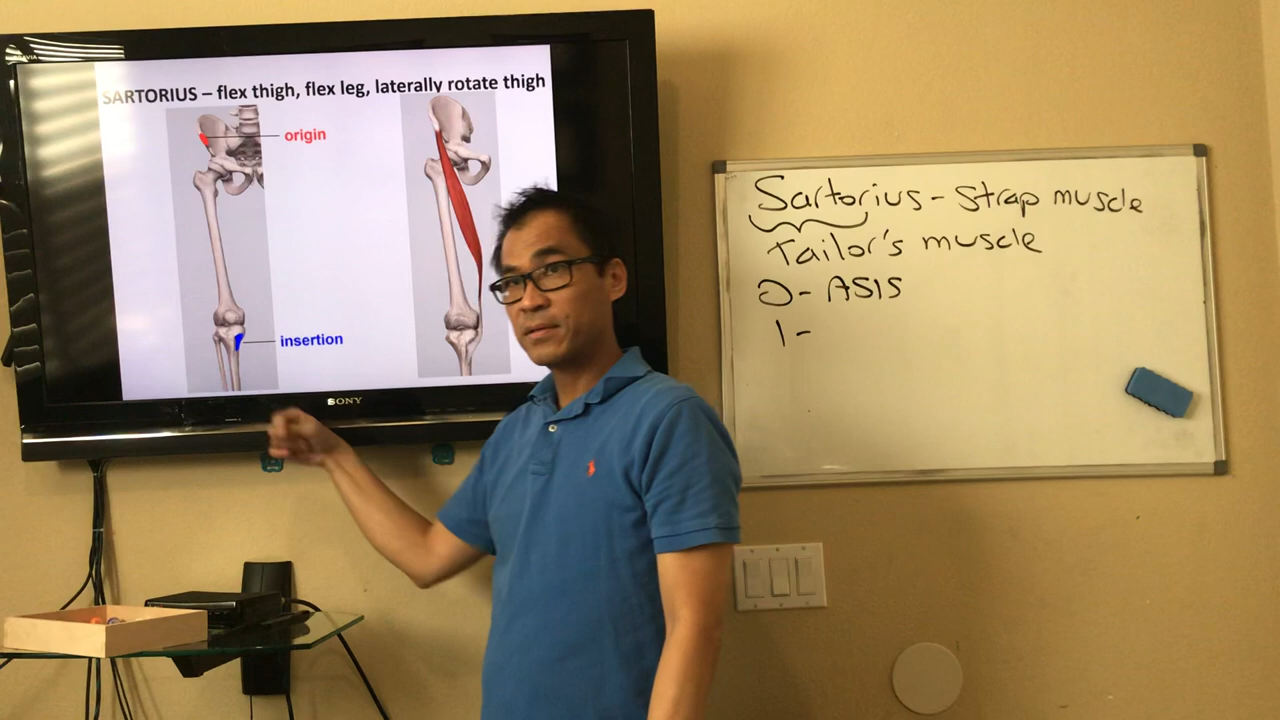 SARTORIUS – flex thigh, flex leg, laterally rotate thigh
origin
insertion
SONY
Sartorius - Strap muscle
Tailor's muscle
O - ASIS
I -